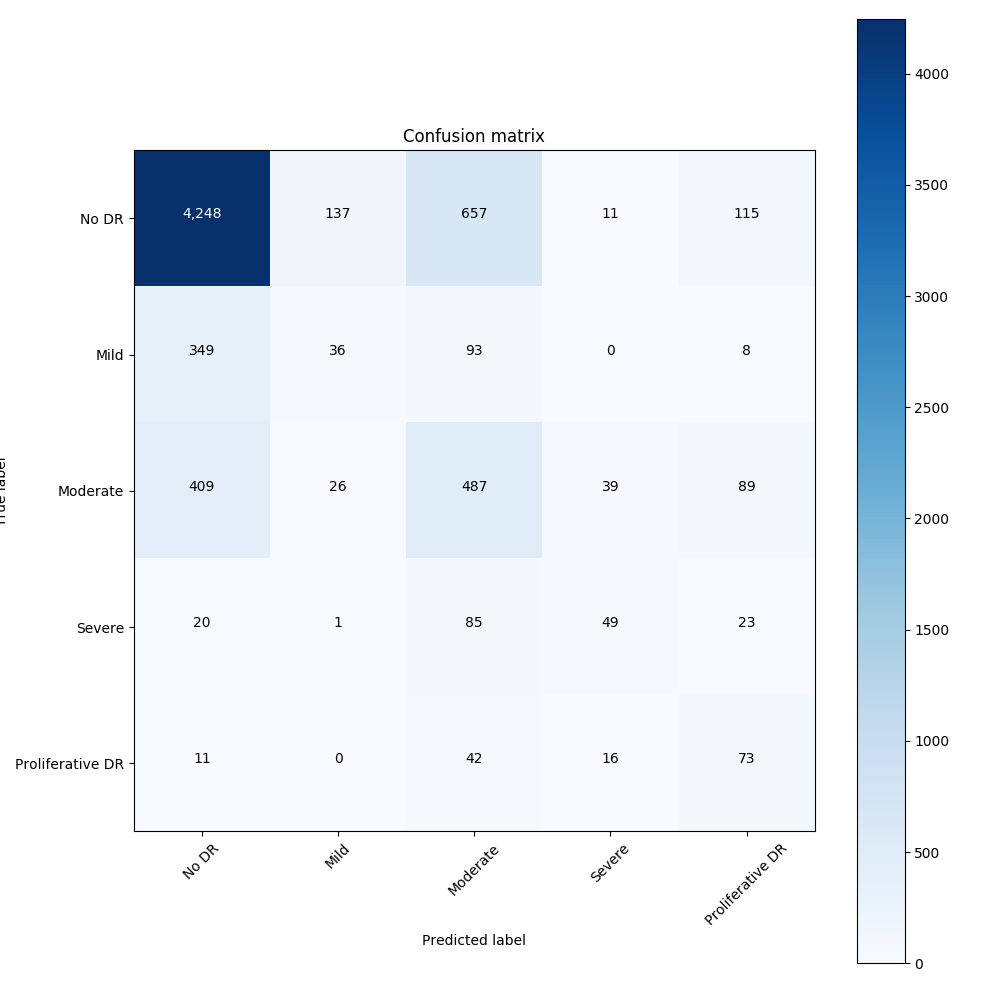 Confusion matrix
No DR 4,248 137 657 11 115
Mild 349 36 93 0 8
Moderate 409 26 487 39 89
Severe 20 1 85 49 23
Proliferative DR 11 0 42 16 73
No DR Mild Moderate Severe Proliferative DR
Predicted label
True label
4000
3500
3000
2500
2000
1500
1000
500
0